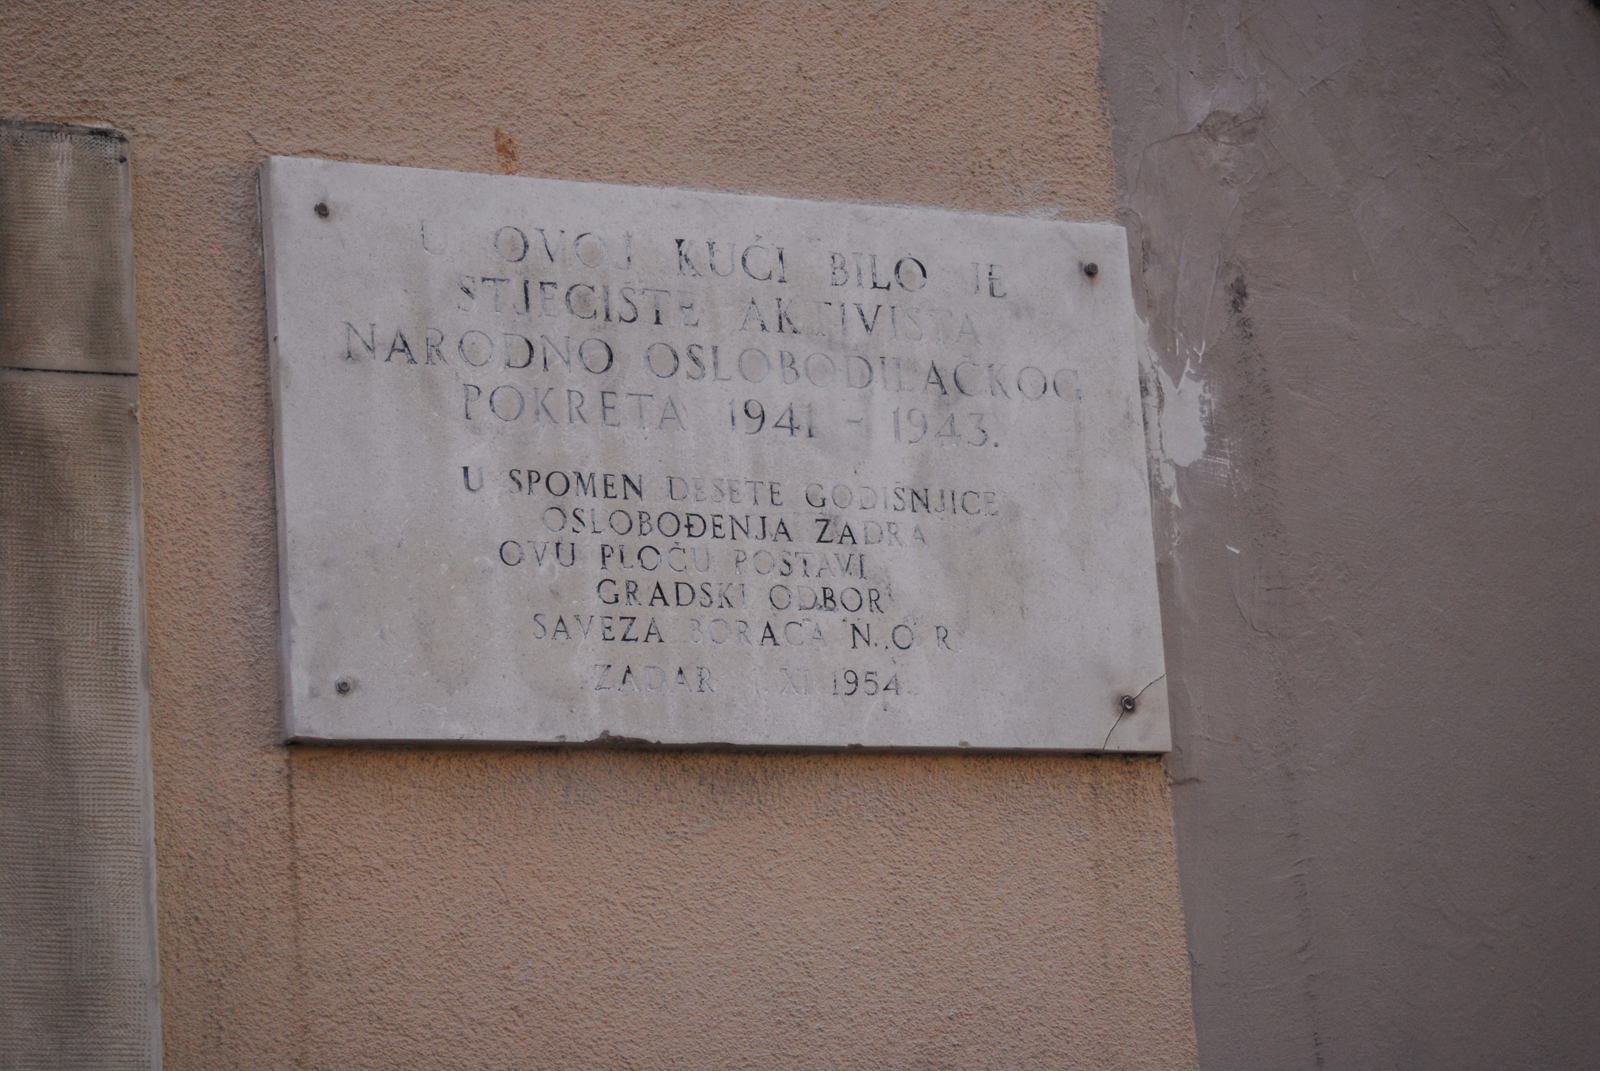 U OVOJ KUĆI BILO JE
STJECIŠTE AKTIVISTA
NARODNO OSLOBODILAČKOG
POKRETA 1941 - 1943.
U SPOMEN DESETE GODIŠNJICE
OSLOBOĐENJA ZADRA
OVU PLOČU POSTAVI
GRADSKI ODBOR
SAVEZA BORACA N.O R
ZADAR 1. XI 1954.